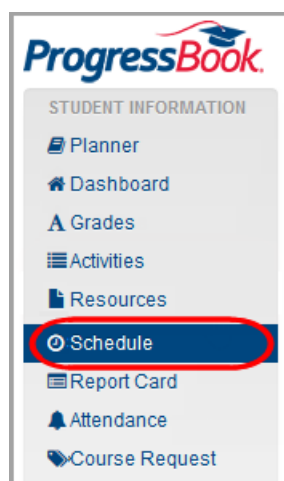 ProgressBook.
STUDENT INFORMATION
Planner
Dashboard
Grades
Activities
Resources
Schedule
Report Card
Attendance
Course Request